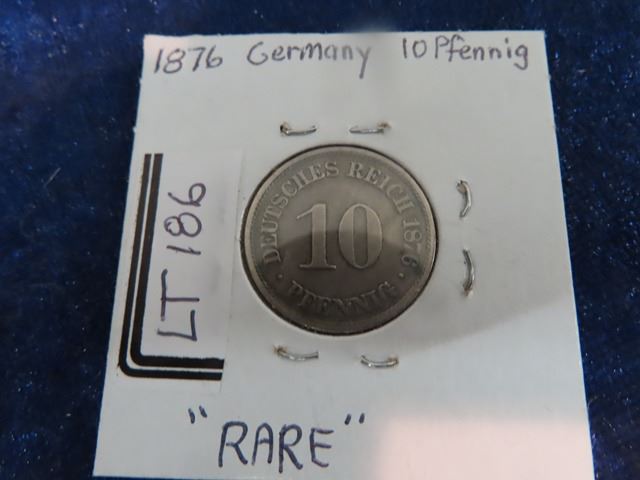 1876 Germany 10 Pfennig
DEUTSCHES REICH 1876
10
· PFENNIG ·
LT 186
"RARE"